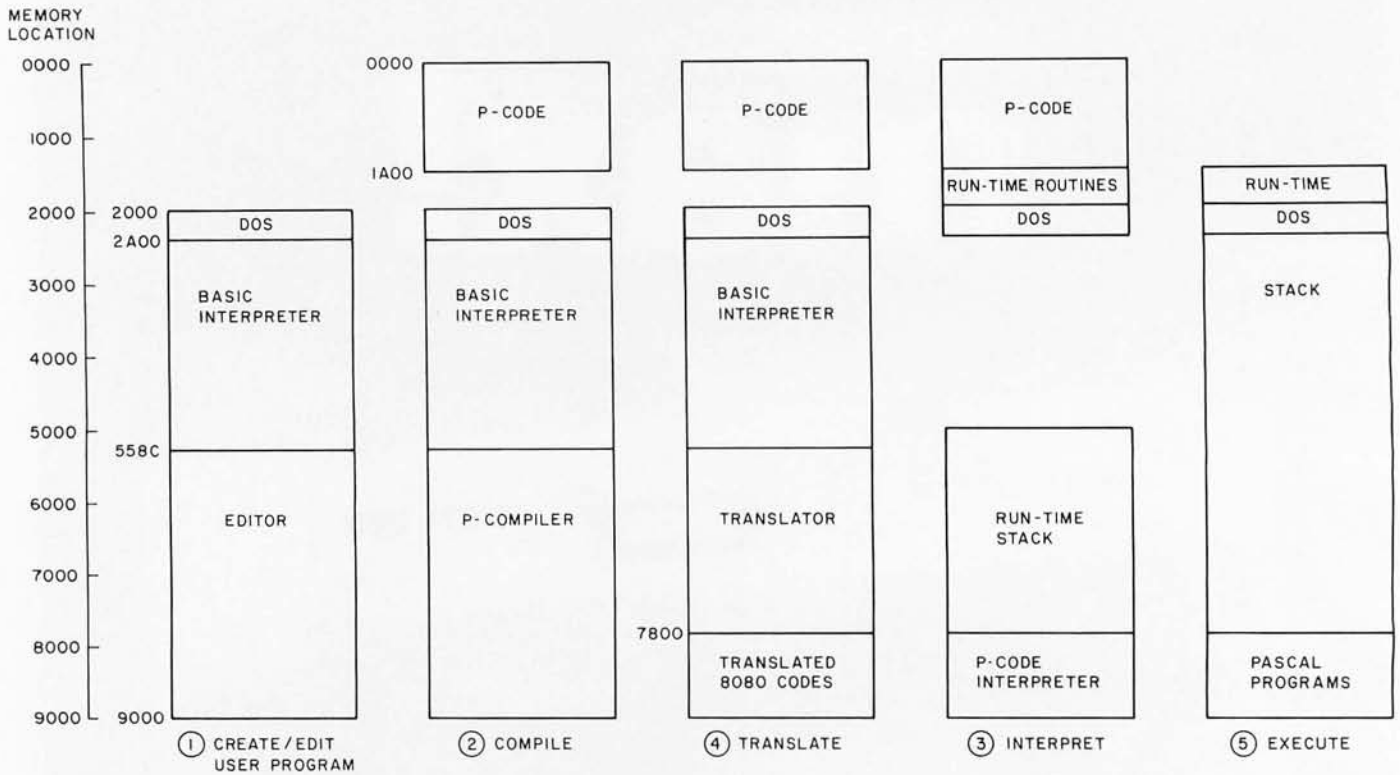 MEMORY
LOCATION
0000
1000
2000
3000
4000
5000
6000
7000
8000
9000
2000
2A00
558C
9000
DOS
BASIC
INTERPRETER
EDITOR
① CREATE/EDIT
USER PROGRAM
0000
1A00
P-CODE
DOS
BASIC
INTERPRETER
P-COMPILER
② COMPILE
P-CODE
DOS
BASIC
INTERPRETER
TRANSLATOR
7800
TRANSLATED
8080 CODES
④ TRANSLATE
P-CODE
RUN-TIME ROUTINES
DOS
RUN-TIME
STACK
P-CODE
INTERPRETER
③ INTERPRET
RUN-TIME
DOS
STACK
PASCAL
PROGRAMS
⑤ EXECUTE